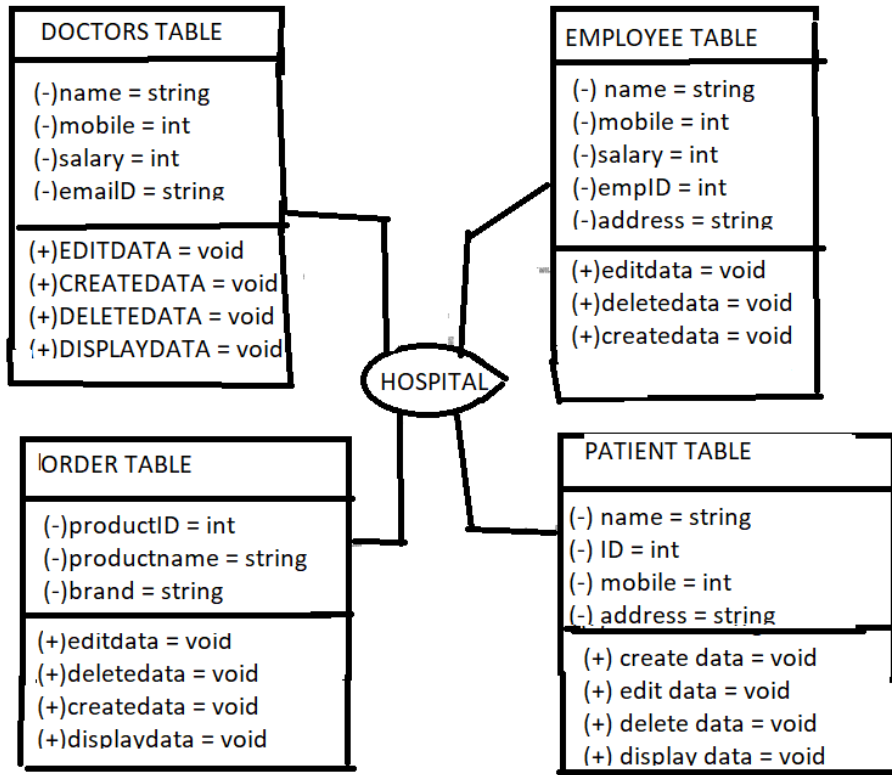 DOCTORS TABLE
(-)name = string
(-)mobile = int
(-)salary = int
(-)emailID = string
(+)EDITDATA = void
(+)CREATEDATA = void
(+)DELETEDATA = void
(+)DISPLAYDATA = void
EMPLOYEE TABLE
(-) name = string
(-)mobile = int
(-)salary = int
(-)empID = int
(-)address = string
(+)editdata = void
(+)deletedata = void
(+)createdata = void
HOSPITAL
ORDER TABLE
(-)productID = int
(-)productname = string
(-)brand = string
(+)editdata = void
(+)deletedata = void
(+)createdata = void
(+)displaydata = void
PATIENT TABLE
(-) name = string
(-) ID = int
(-) mobile = int
(-) address = string
(+) create data = void
(+) edit data = void
(+) delete data = void
(+) display data = void